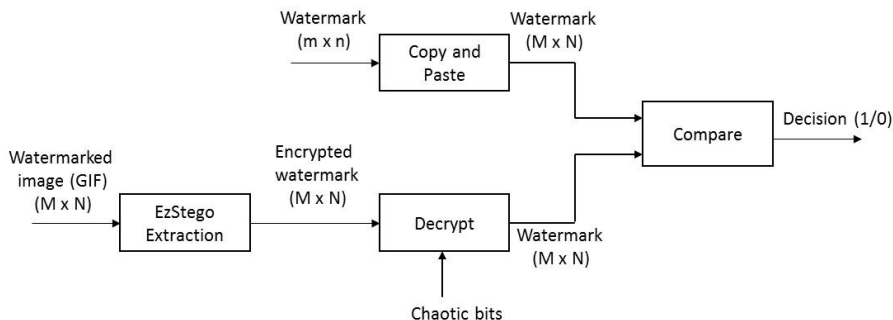 Watermark
(m x n)
Copy and
Paste
Watermark
(M x N)
Compare
Decision (1/0)
Watermarked
image (GIF)
(M x N)
EzStego
Extraction
Encrypted
watermark
(M x N)
Decrypt
Watermark
(M x N)
Chaotic bits